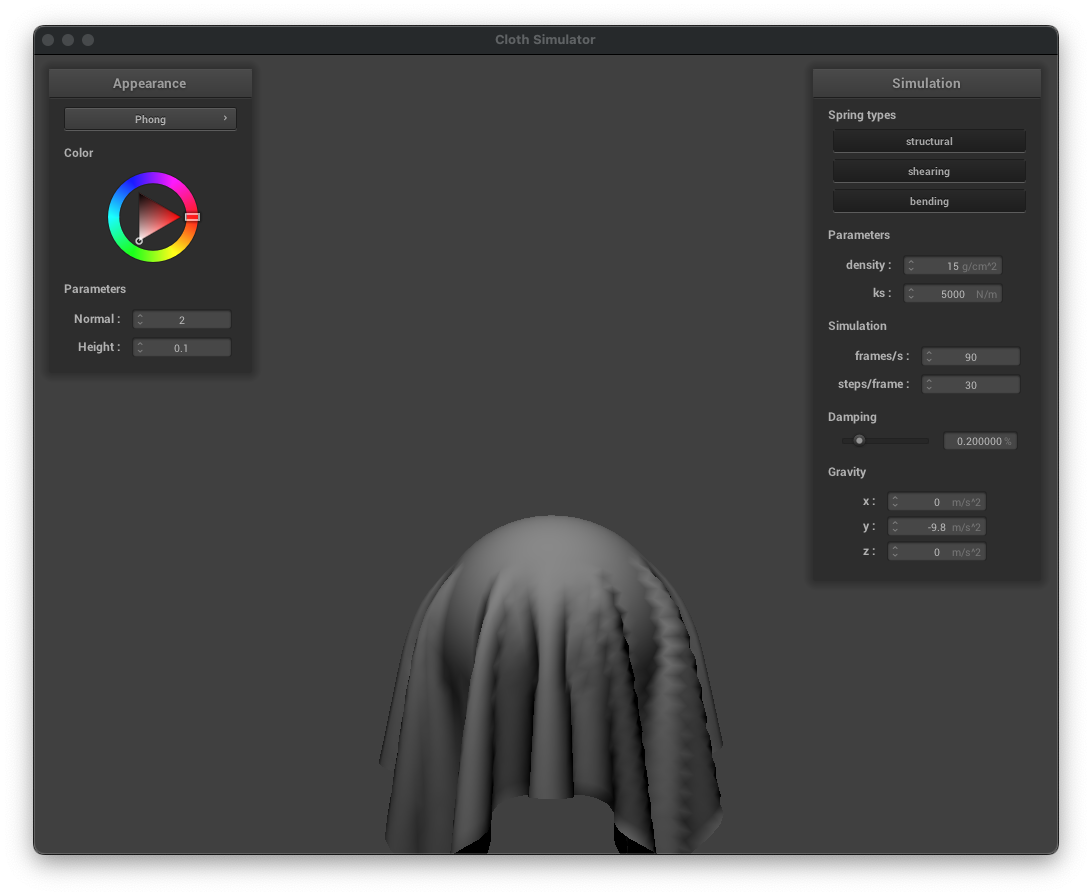 Cloth Simulator
Appearance
Phong
Color
Parameters
Normal : 2
Height : 0.1
Simulation
Spring types
structural
shearing
bending
Parameters
density : 15 g/cm^2
ks : 5000 N/m
Simulation
frames/s : 90
steps/frame : 30
Damping
0.200000 %
Gravity
x : 0 m/s^2
y : -9.8 m/s^2
z : 0 m/s^2